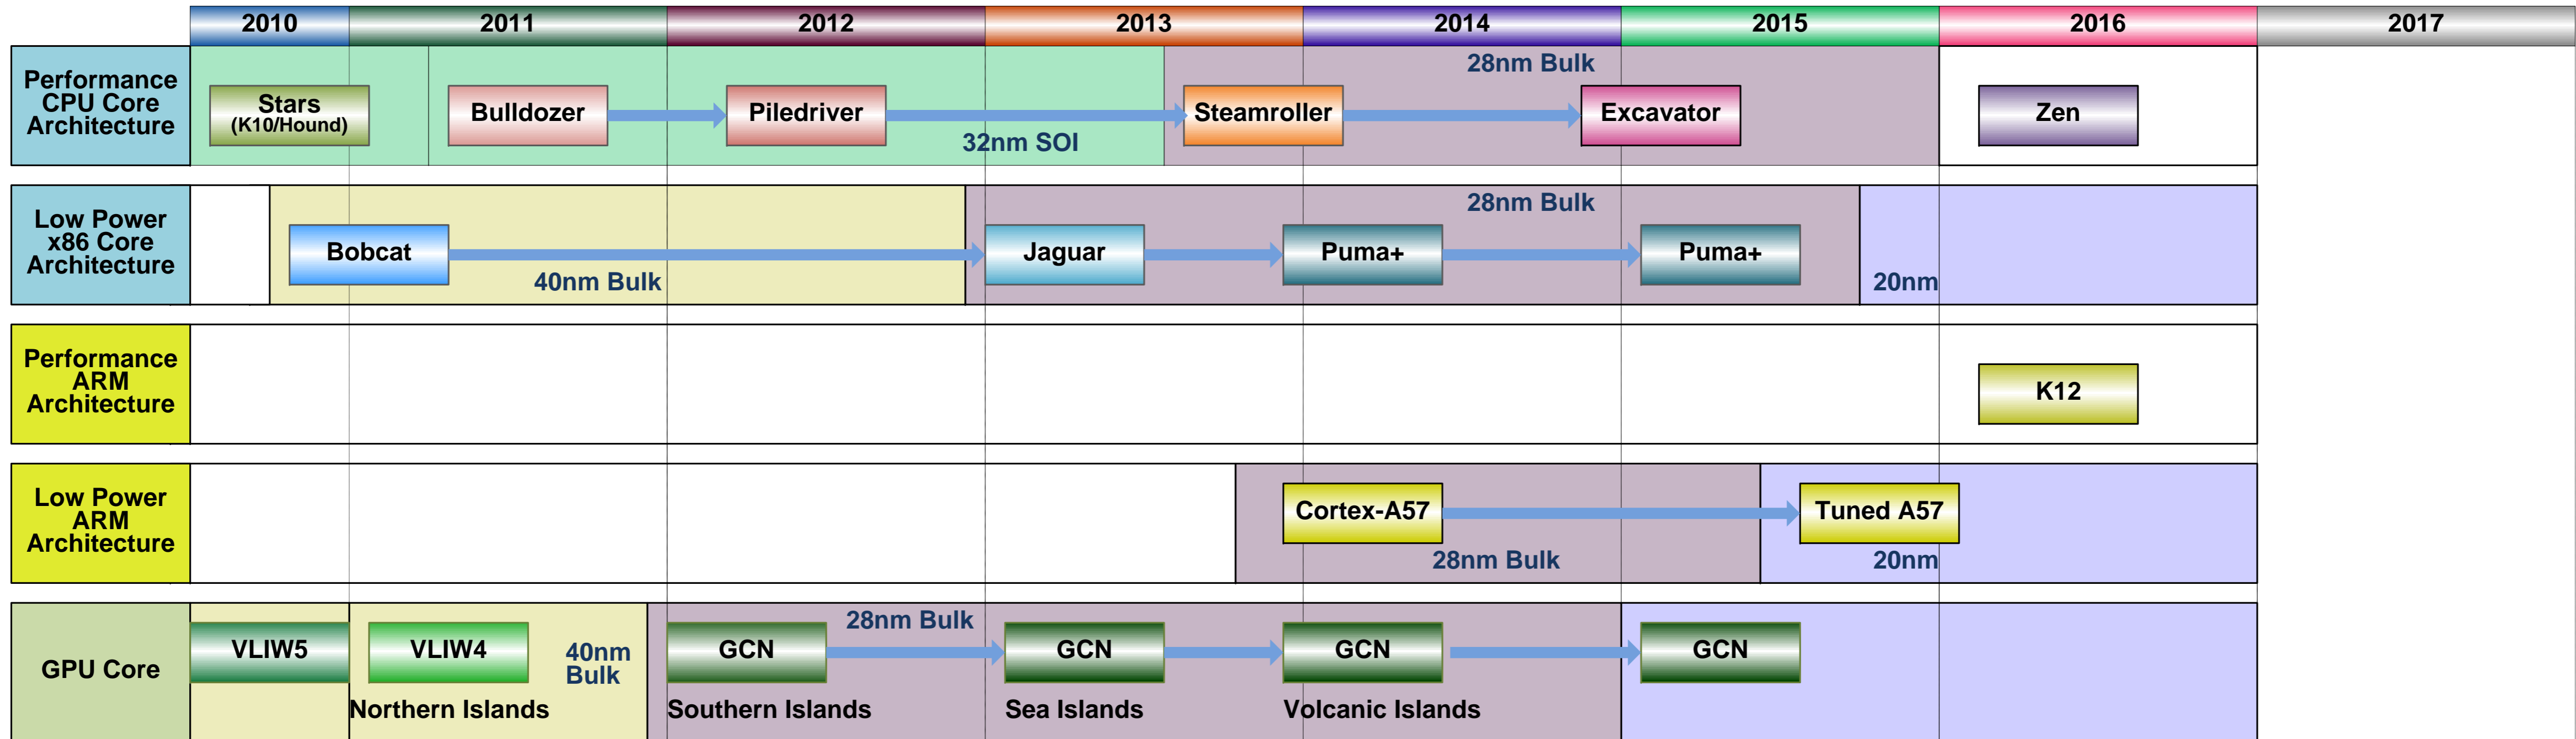 2010 2011 2012 2013 2014 2015 2016 2017
Performance
CPU Core
Architecture
Stars
(K10/Hound)
Bulldozer
Piledriver
32nm SOI
Steamroller
28nm Bulk
Excavator
Zen
Low Power
x86 Core
Architecture
Bobcat
40nm Bulk
Jaguar
Puma+
28nm Bulk
Puma+
20nm
Performance
ARM
Architecture
K12
Low Power
ARM
Architecture
Cortex-A57
28nm Bulk
Tuned A57
20nm
GPU Core
VLIW5
VLIW4
Northern Islands
40nm
Bulk
GCN
Southern Islands
28nm Bulk
GCN
Sea Islands
GCN
Volcanic Islands
GCN